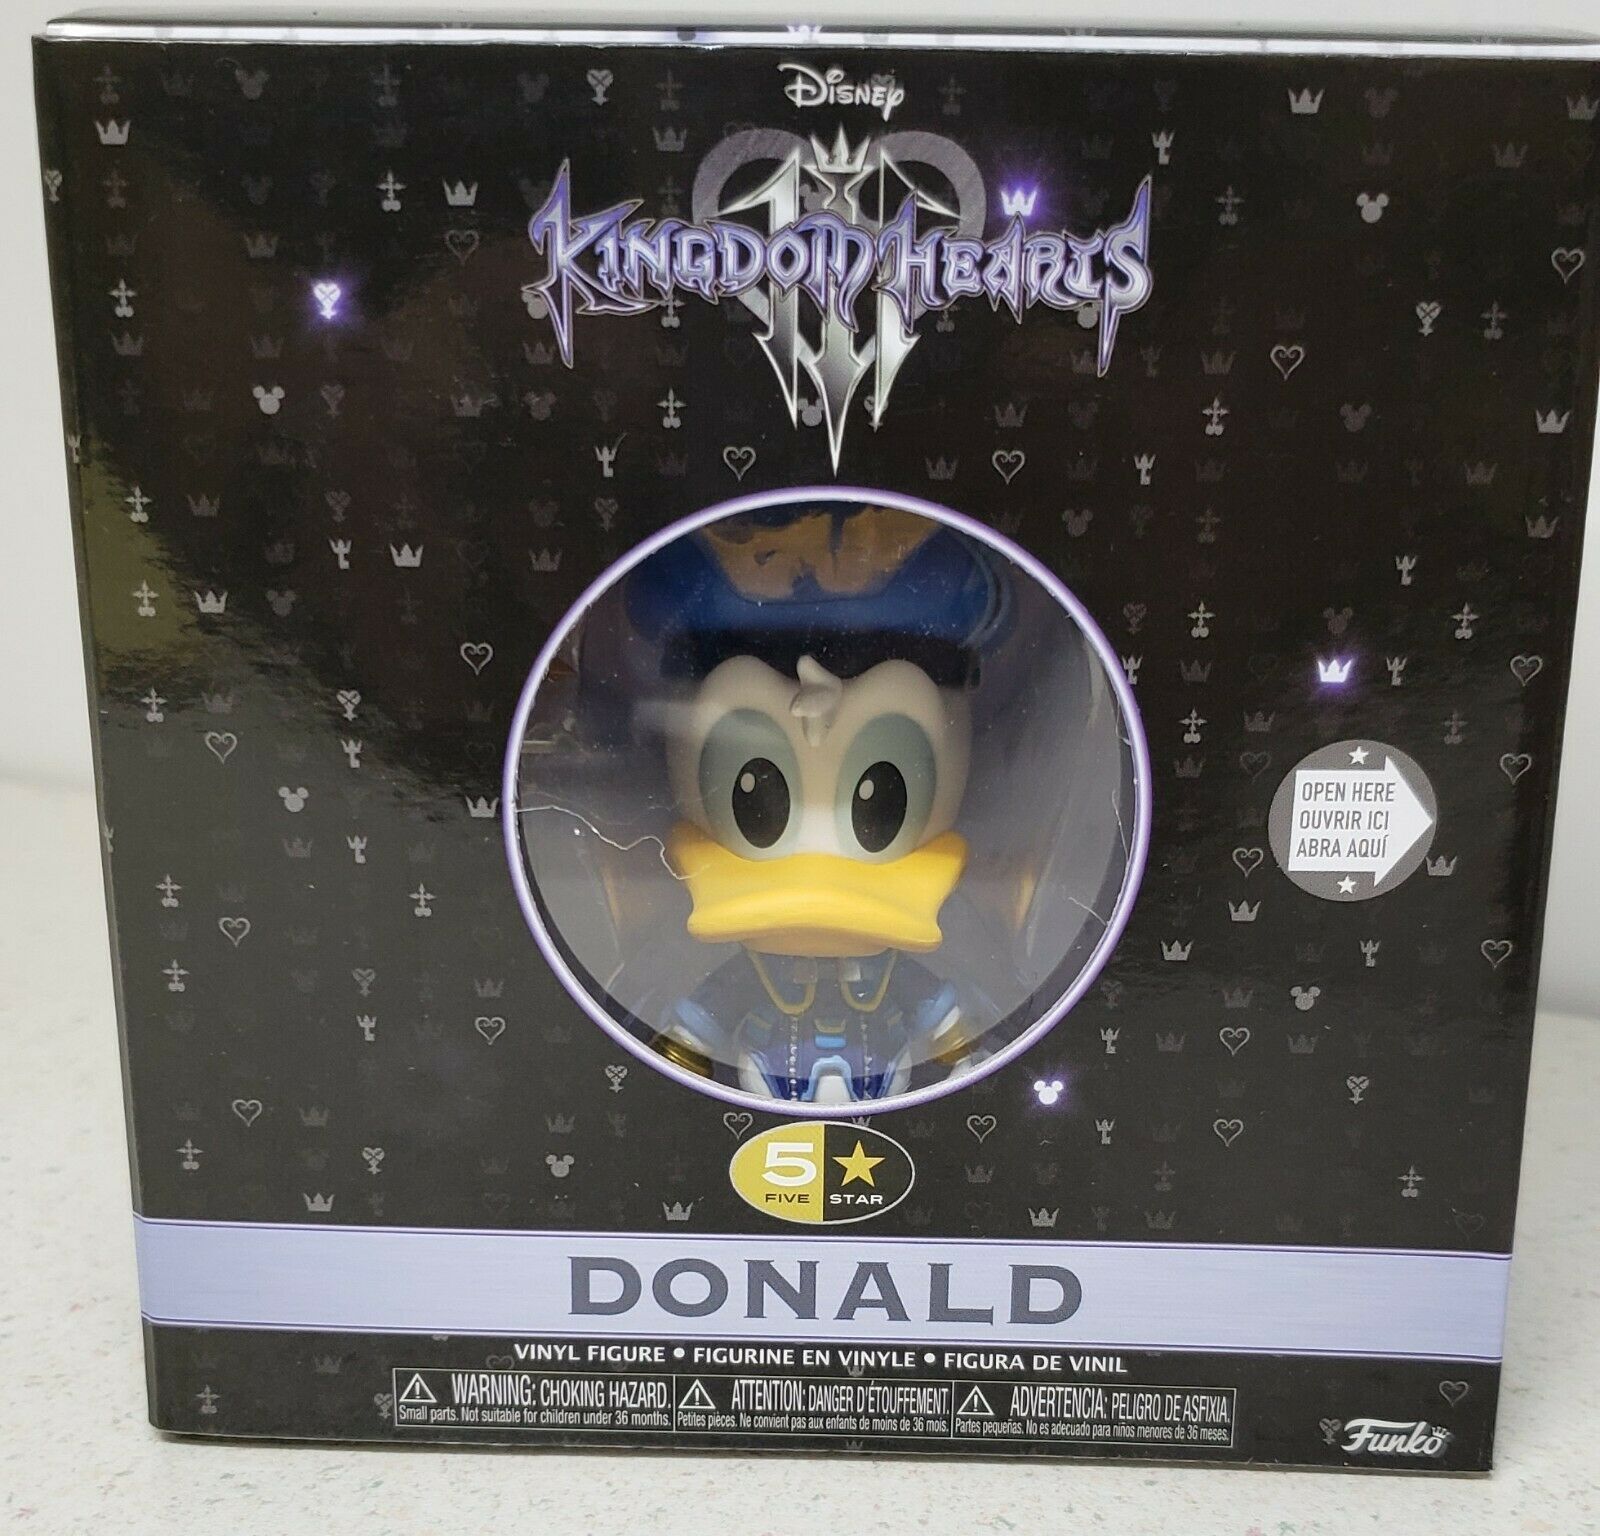 Disney
KINGDOM HEARTS
III
OPEN HERE
OUVRIR ICI
ABRA AQUÍ
5
FIVE STAR
DONALD
VINYL FIGURE • FIGURINE EN VINYLE • FIGURA DE VINIL
WARNING: CHOKING HAZARD.
Small parts. Not suitable for children under 36 months.
ATTENTION: DANGER D'ÉTOUFFEMENT.
Petites pièces. Ne convient pas aux enfants de moins de 36 mois.
ADVERTENCIA: PELIGRO DE ASFIXIA.
Partes pequeñas. No es adecuado para niños menores de 36 meses.
Funko